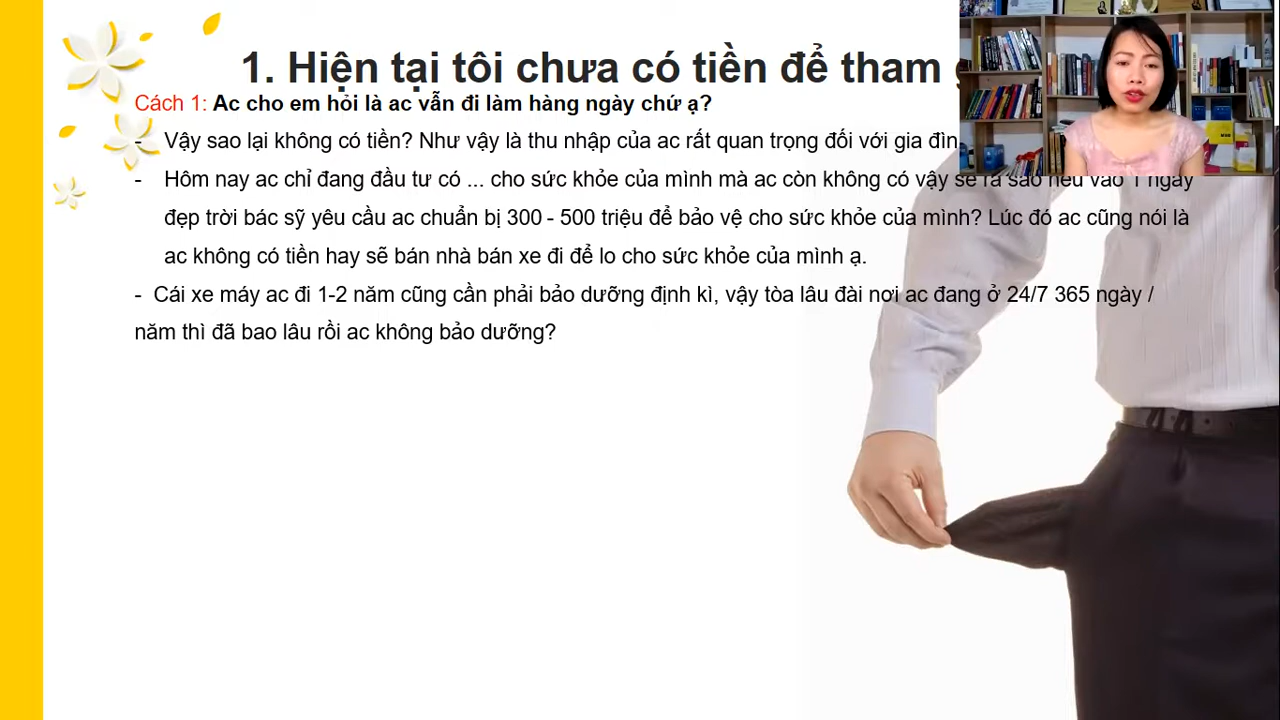 1. Hiện tại tôi chưa có tiền để tham
Cách 1: Ac cho em hỏi là ac vẫn đi làm hàng ngày chứ ạ?
- Vậy sao lại không có tiền? Như vậy là thu nhập của ac rất quan trọng đối với gia
- Hôm nay ac chỉ đang đầu tư có ... cho sức khỏe của mình mà ac còn không có vậy sẽ ra sao nếu vào 1 ngày
đẹp trời bác sỹ yêu cầu ac chuẩn bị 300 - 500 triệu để bảo vệ cho sức khỏe của mình? Lúc đó ac cũng nói là
ac không có tiền hay sẽ bán nhà bán xe đi để lo cho sức khỏe của mình ạ.
- Cái xe máy ac đi 1-2 năm cũng cần phải bảo dưỡng định kì, vậy tòa lâu đài nơi ac đang ở 24/7 365 ngày /
năm thì đã bao lâu rồi ac không bảo dưỡng?